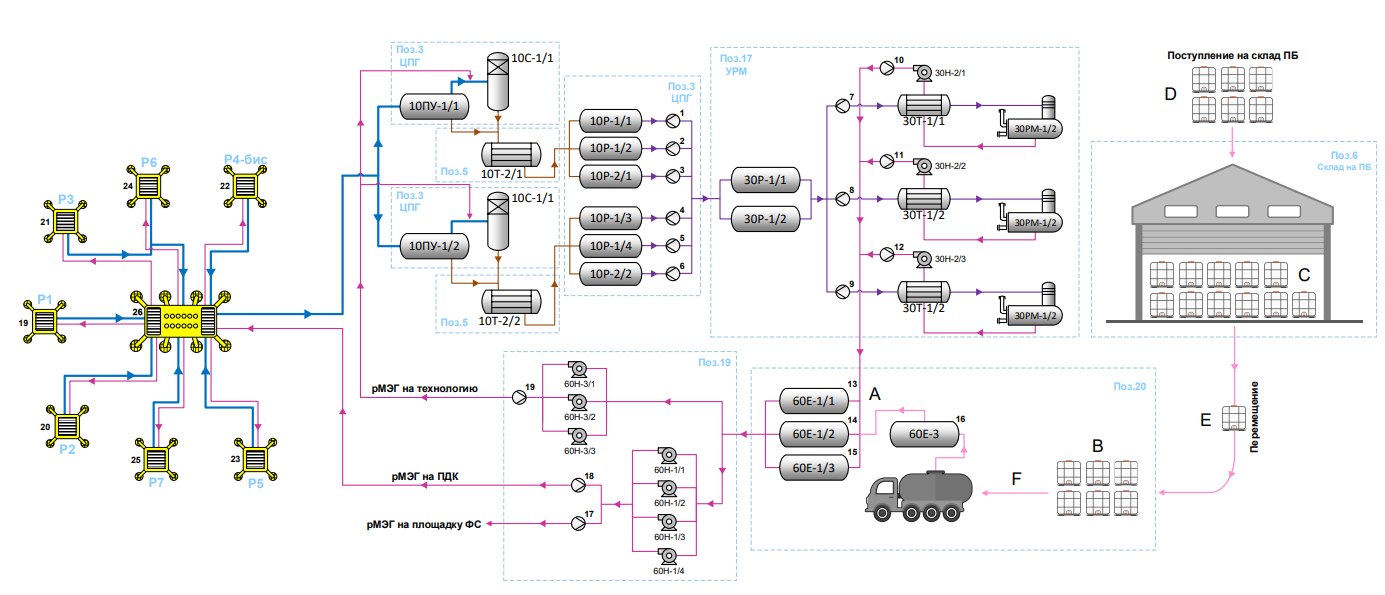 Поз.3
ЦПГ
10С-1/1
10ПУ-1/1
10Т-2/1
Поз.5
Поз.3
ЦПГ
10С-1/1
10ПУ-1/2
10Т-2/2
Поз.5
Поз.3
ЦПГ
10Р-1/1
1
10Р-1/2
2
10Р-2/1
3
10Р-1/3
4
10Р-1/4
5
10Р-2/2
6
Поз.17
УРМ
30Р-1/1
30Р-1/2
10
30Н-2/1
7
30Т-1/1
30РМ-1/2
11
30Н-2/2
8
30Т-1/2
30РМ-1/2
12
30Н-2/3
9
30Т-1/2
30РМ-1/2
Поступление на склад ПБ
D
Поз.6
Склад на ПБ
C
E
Перемещение
Р6
24
Р4-бис
22
Р3
21
Р1
19
26
20
Р2
25
Р7
23
Р5
Поз.19
рМЭГ на технологию
19
60Н-3/1
60Н-3/2
60Н-3/3
рМЭГ на ПДК
18
рМЭГ на площадку ФС
17
60Н-1/1
60Н-1/2
60Н-1/3
60Н-1/4
Поз.20
13
A
60Е-1/1
14
60Е-1/2
15
60Е-1/3
16
60Е-3
F
B